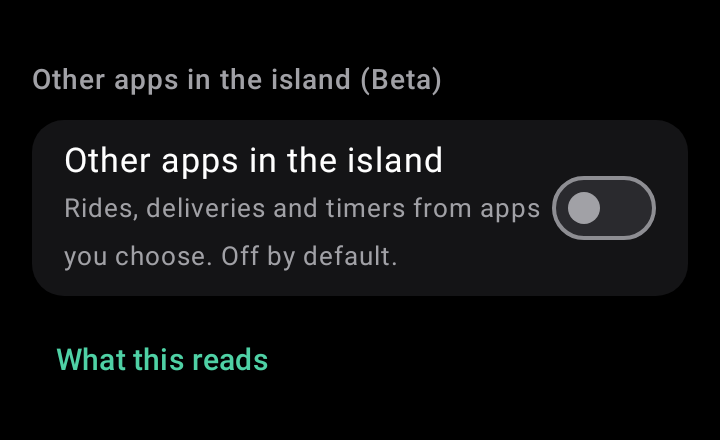 Other apps in the island (Beta)
Other apps in the island
Rides, deliveries and timers from apps
you choose. Off by default.
What this reads